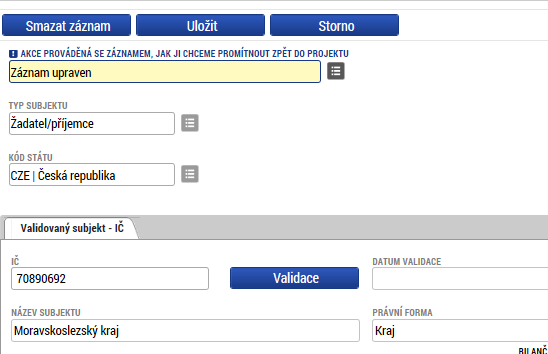 Smazat záznam Uložit Storno
! AKCE PROVÁDĚNÁ SE ZÁZNAMEM, JAK JI CHCEME PROMÍTNOUT ZPĚT DO PROJEKTU
Záznam upraven
TYP SUBJEKTU
Žadatel/příjemce
KÓD STÁTU
CZE | Česká republika
Validovaný subjekt - IČ
IČ DATUM VALIDACE
70890692 Validace
NÁZEV SUBJEKTU PRÁVNÍ FORMA
Moravskoslezský kraj Kraj
BILANČ